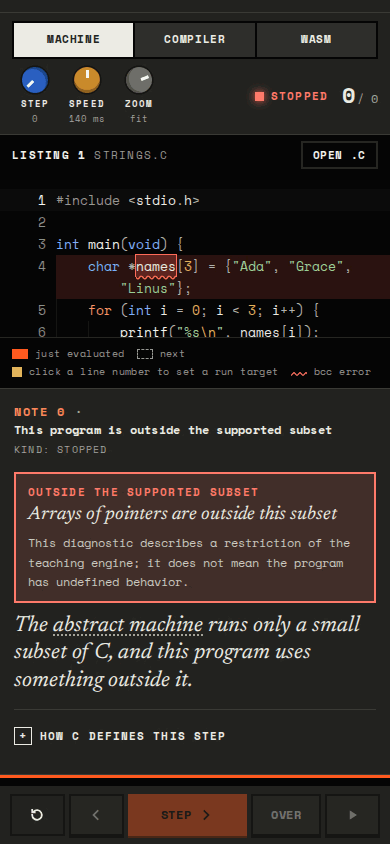 MACHINE COMPILER WASM
STEP SPEED ZOOM
0 140 ms fit
STOPPED 0 / 0
LISTING 1 STRINGS.C OPEN .C
1 #include <stdio.h>
2
3 int main(void) {
4 char *names[3] = {"Ada", "Grace",
"Linus"};
5 for (int i = 0; i < 3; i++) {
6 printf("%s\n", names[i]);
just evaluated next
click a line number to set a run target bcc error
NOTE 0 ·
This program is outside the supported subset
KIND: STOPPED
OUTSIDE THE SUPPORTED SUBSET
Arrays of pointers are outside this subset
This diagnostic describes a restriction of the
teaching engine; it does not mean the program
has undefined behavior.
The abstract machine runs only a small
subset of C, and this program uses
something outside it.
+ HOW C DEFINES THIS STEP
STEP OVER